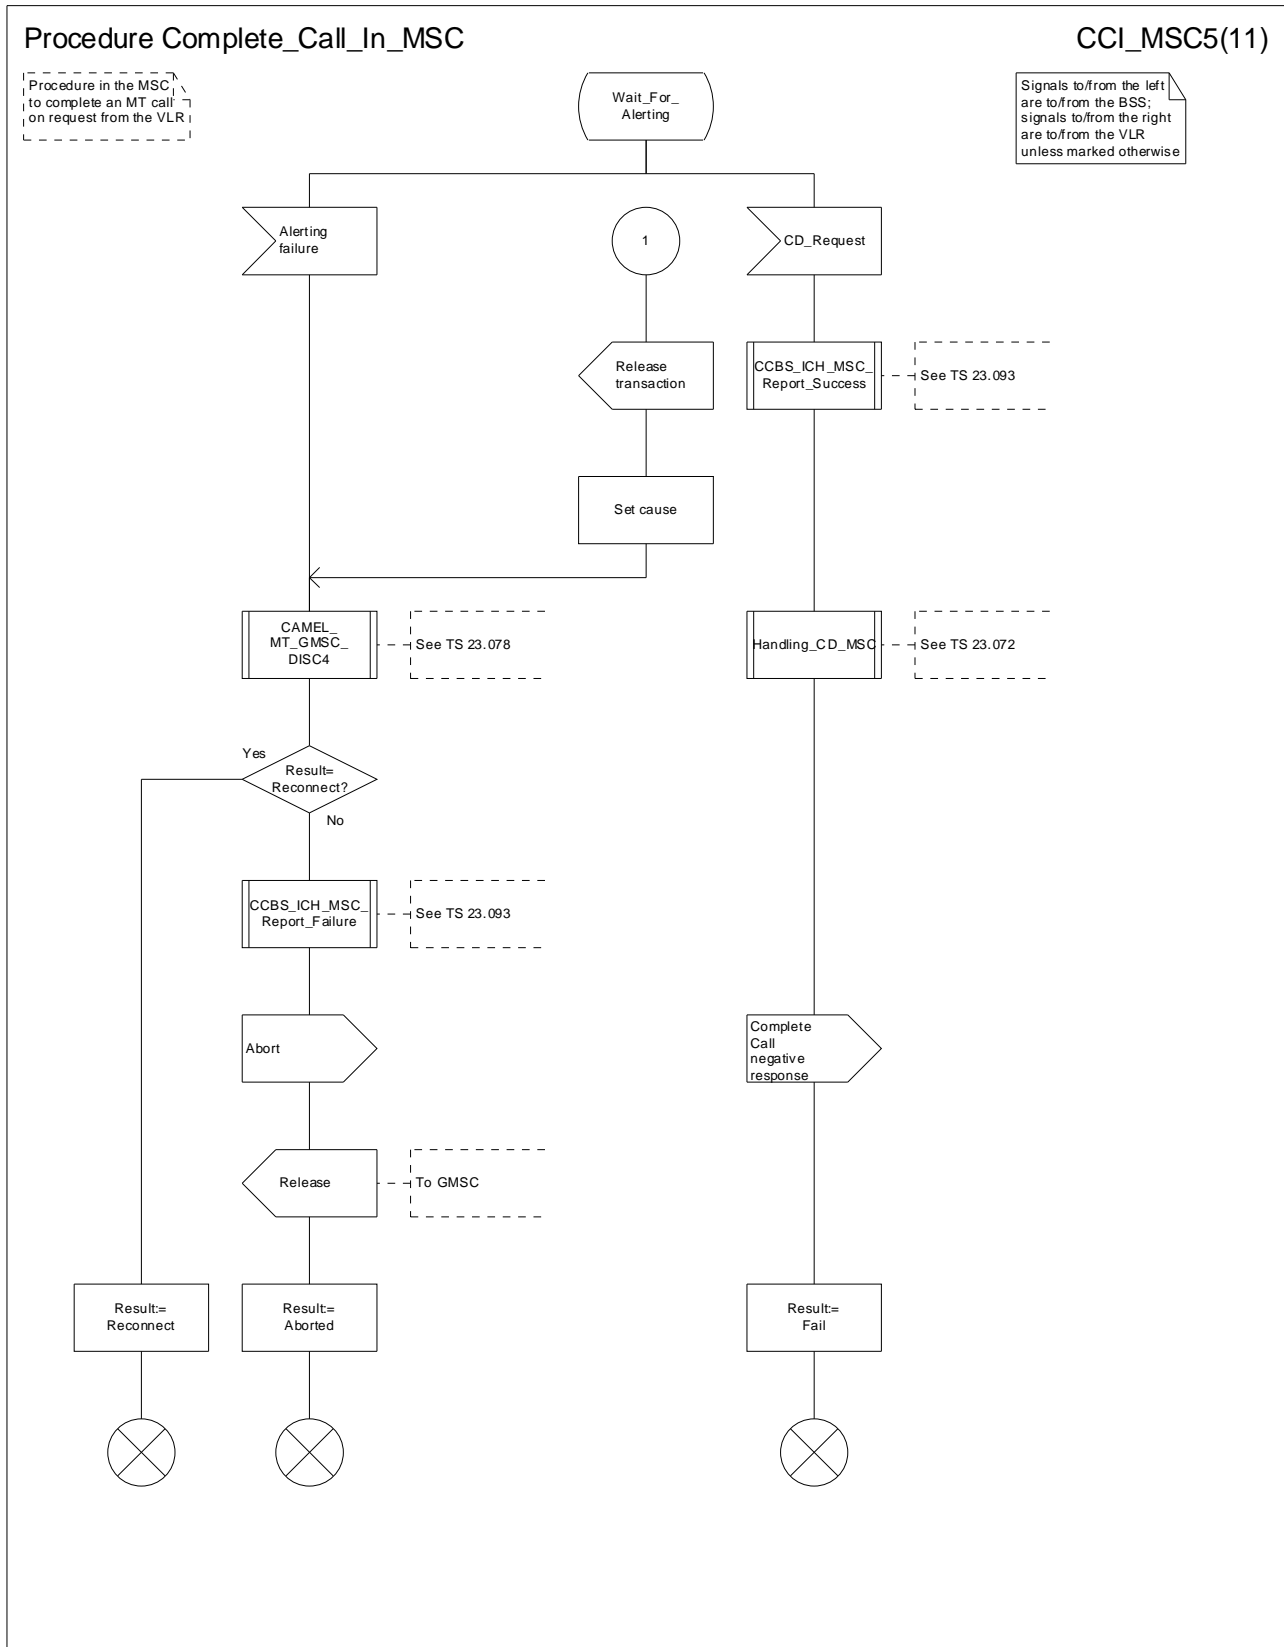 Procedure Complete_Call_In_MSC
CCI_MSC5(11)
Procedure in the MSC
to complete an MT call
on request from the VLR
Wait_For_
Alerting
Signals to/from the left
are to/from the BSS;
signals to/from the right
are to/from the VLR
unless marked otherwise
Alerting
failure
1
CD_Request
Release
transaction
CCBS_ICH_MSC_
Report_Success
See TS 23.093
Set cause
CAMEL_
MT_GMSC_
DISC4
See TS 23.078
Handling_CD_MSC
See TS 23.072
Yes
Result=
Reconnect?
No
CCBS_ICH_MSC_
Report_Failure
See TS 23.093
Abort
Complete
Call
negative
response
Release
To GMSC
Result:=
Reconnect
Result:=
Aborted
Result:=
Fail